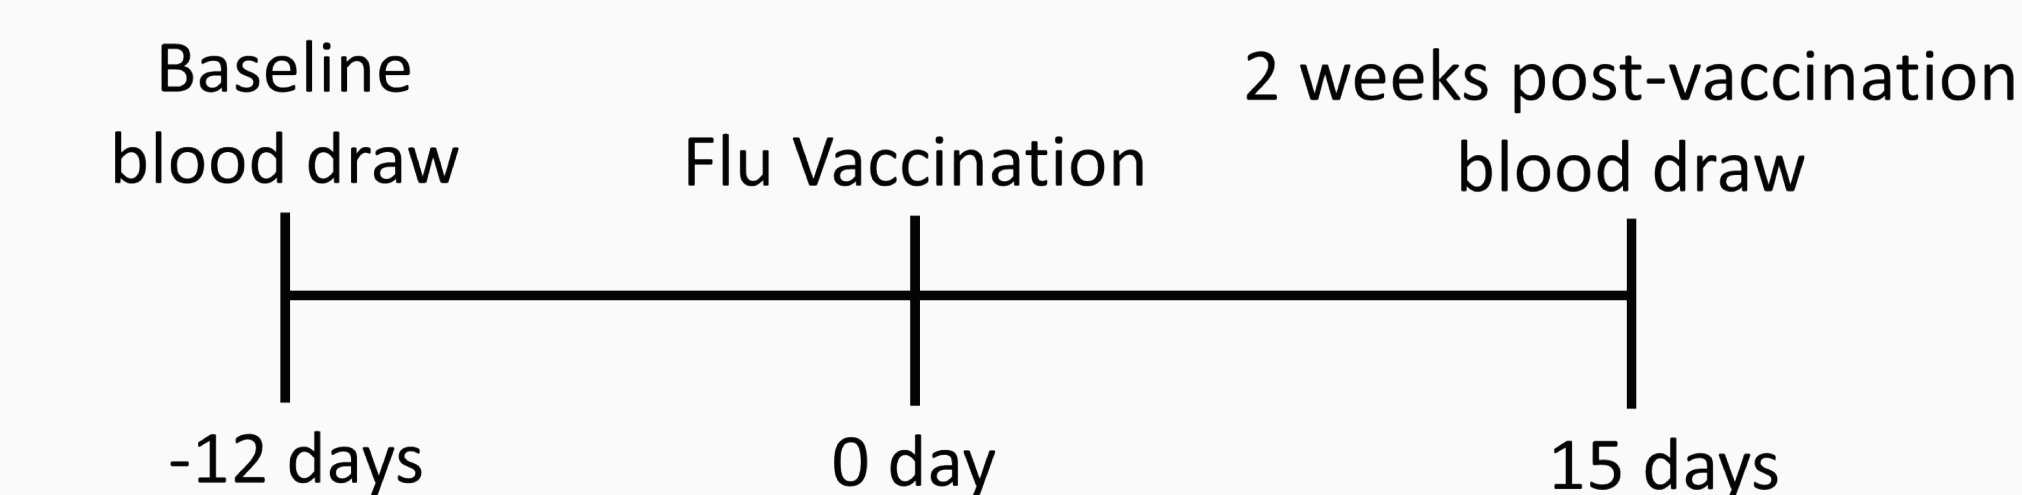 Baseline
blood draw
Flu Vaccination
2 weeks post-vaccination
blood draw
-12 days
0 day
15 days